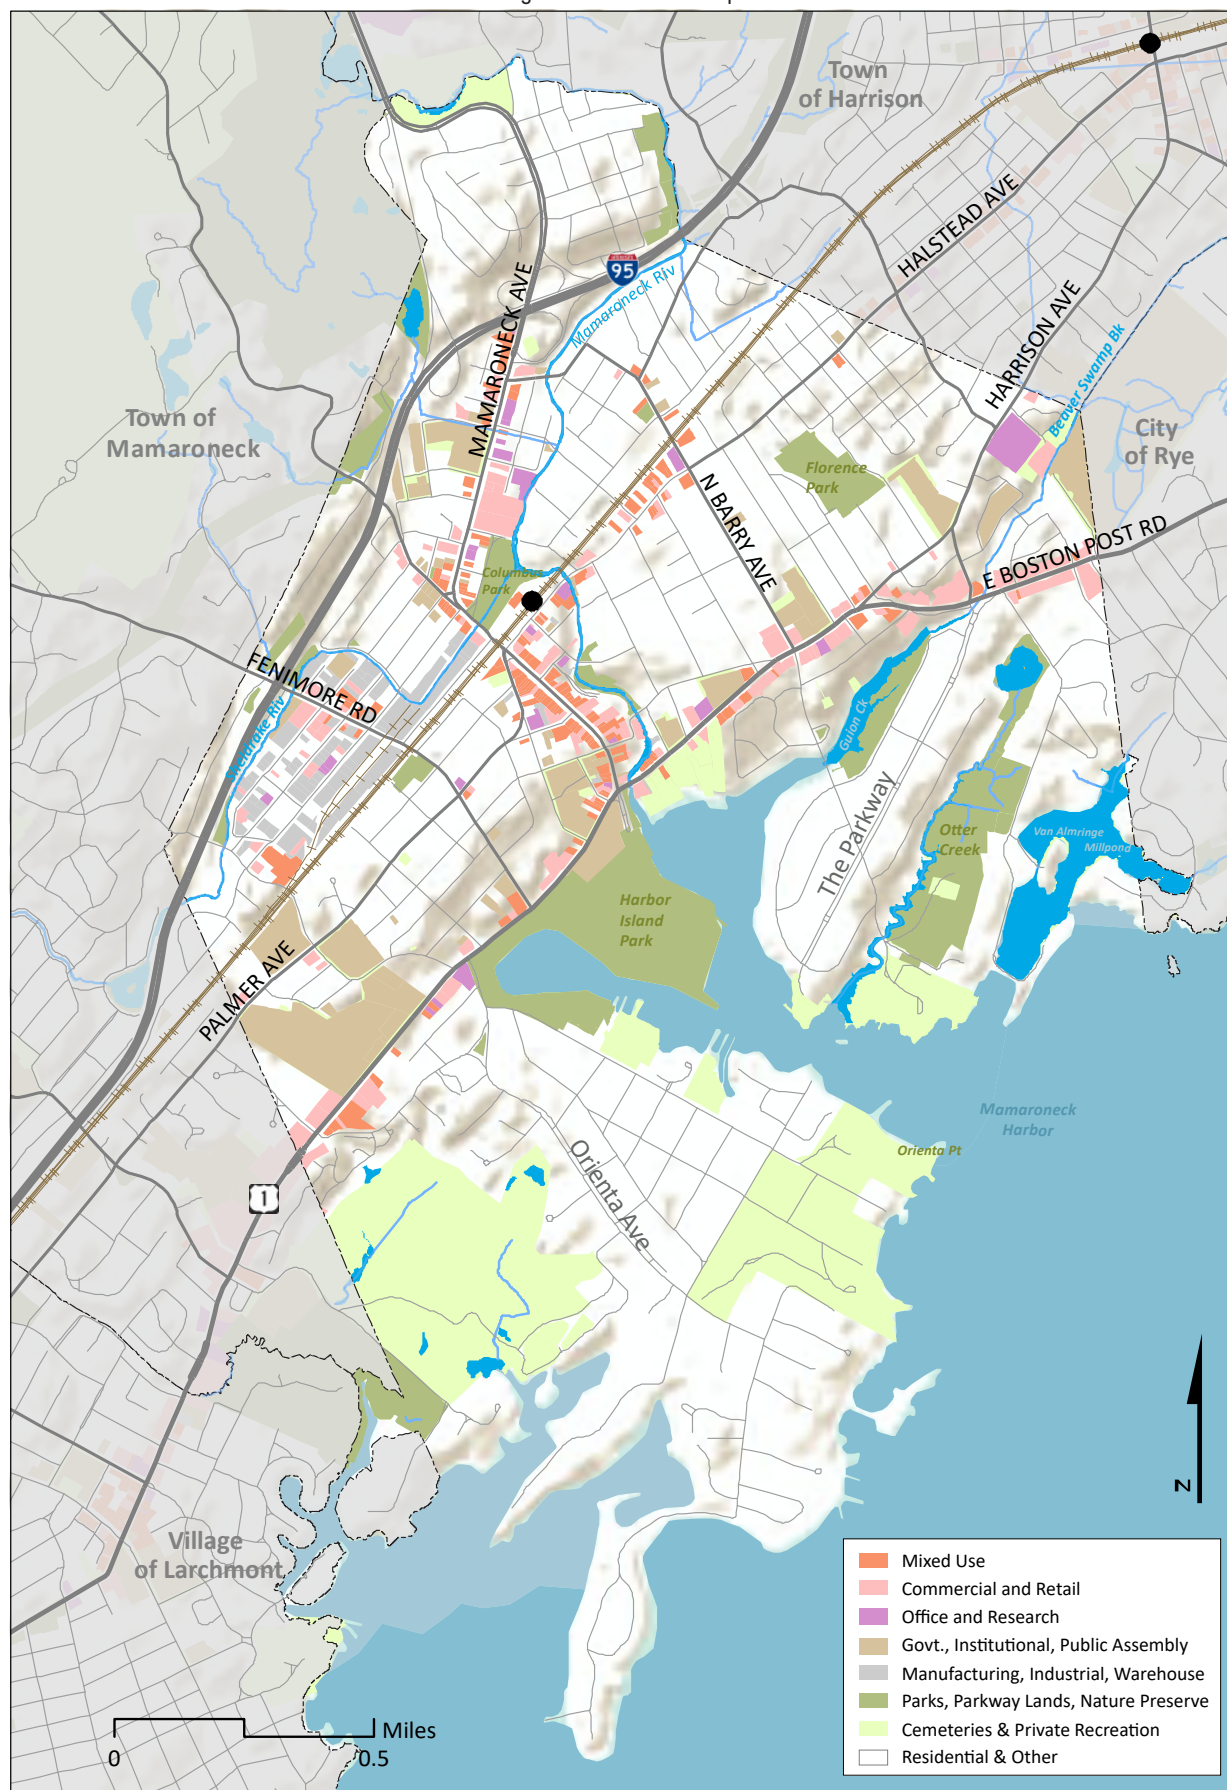 Town
of Harrison
HALSTEAD AVE
95
MAMARONECK AVE
Mamaroneck Riv
HARRISON AVE
Beaver Swamp Bk
Town of
Mamaroneck
City
of Rye
Florence
Park
N BARRY AVE
E BOSTON POST RD
Columbus
Park
FENIMORE RD
Sheldrake Riv
Guion Ck
The Parkway
Otter
Creek
Van Almringe
Millpond
Harbor
Island
Park
PALMER AVE
Mamaroneck
Harbor
Orienta Pt
Orienta Ave
1
N
Village
of Larchmont
Mixed Use
Commercial and Retail
Office and Research
Govt., Institutional, Public Assembly
Manufacturing, Industrial, Warehouse
Parks, Parkway Lands, Nature Preserve
Cemeteries & Private Recreation
Residential & Other
Miles
0
0.5